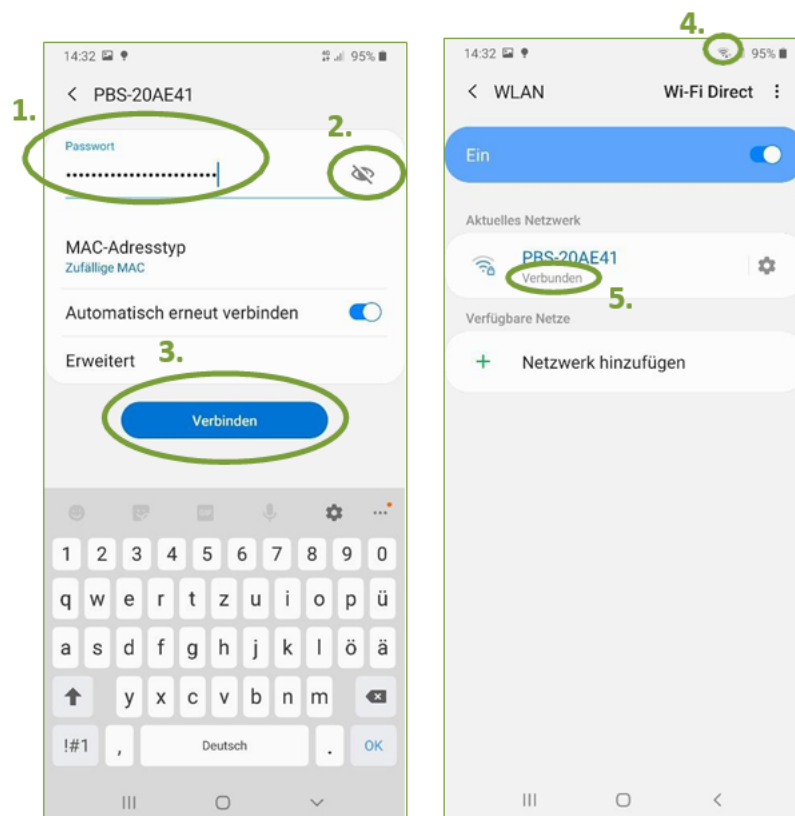 4.
14:32 95%
< PBS-20AE41
1.
Passwort
••••••••••••••••••••••••
2.
MAC-Adresstyp
Zufällige MAC
Automatisch erneut verbinden
Erweitert
3.
Verbinden
1 2 3 4 5 6 7 8 9 0
q w e r t z u i o p ü
a s d f g h j k l ö ä
y x c v b n m
!#1 , Deutsch . OK
14:32 95%
< WLAN Wi-Fi Direct
Ein
Aktuelles Netzwerk
PBS-20AE41
Verbunden
5.
Verfügbare Netze
+ Netzwerk hinzufügen